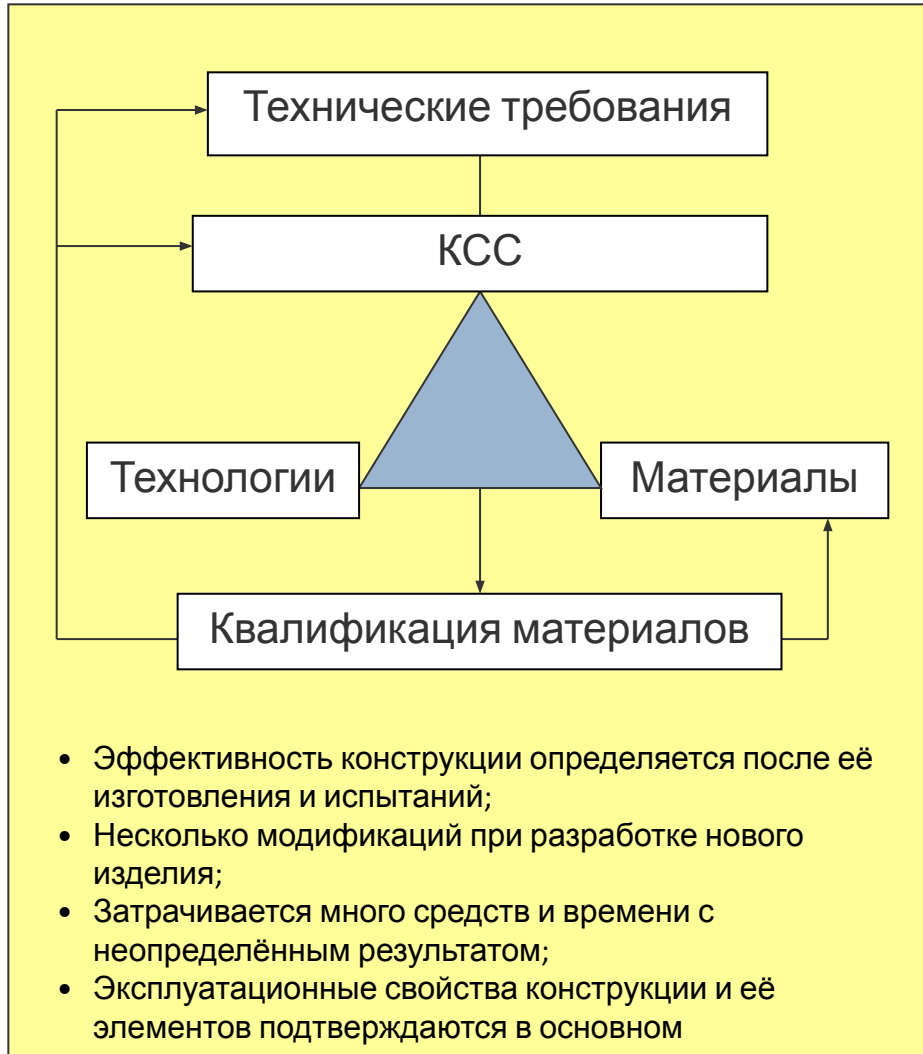 Технические требования
КСС
Технологии
Материалы
Квалификация материалов
• Эффективность конструкции определяется после её
изготовления и испытаний;
• Несколько модификаций при разработке нового
изделия;
• Затрачивается много средств и времени с
неопределённым результатом;
• Эксплуатационные свойства конструкции и её
элементов подтверждаются в основном